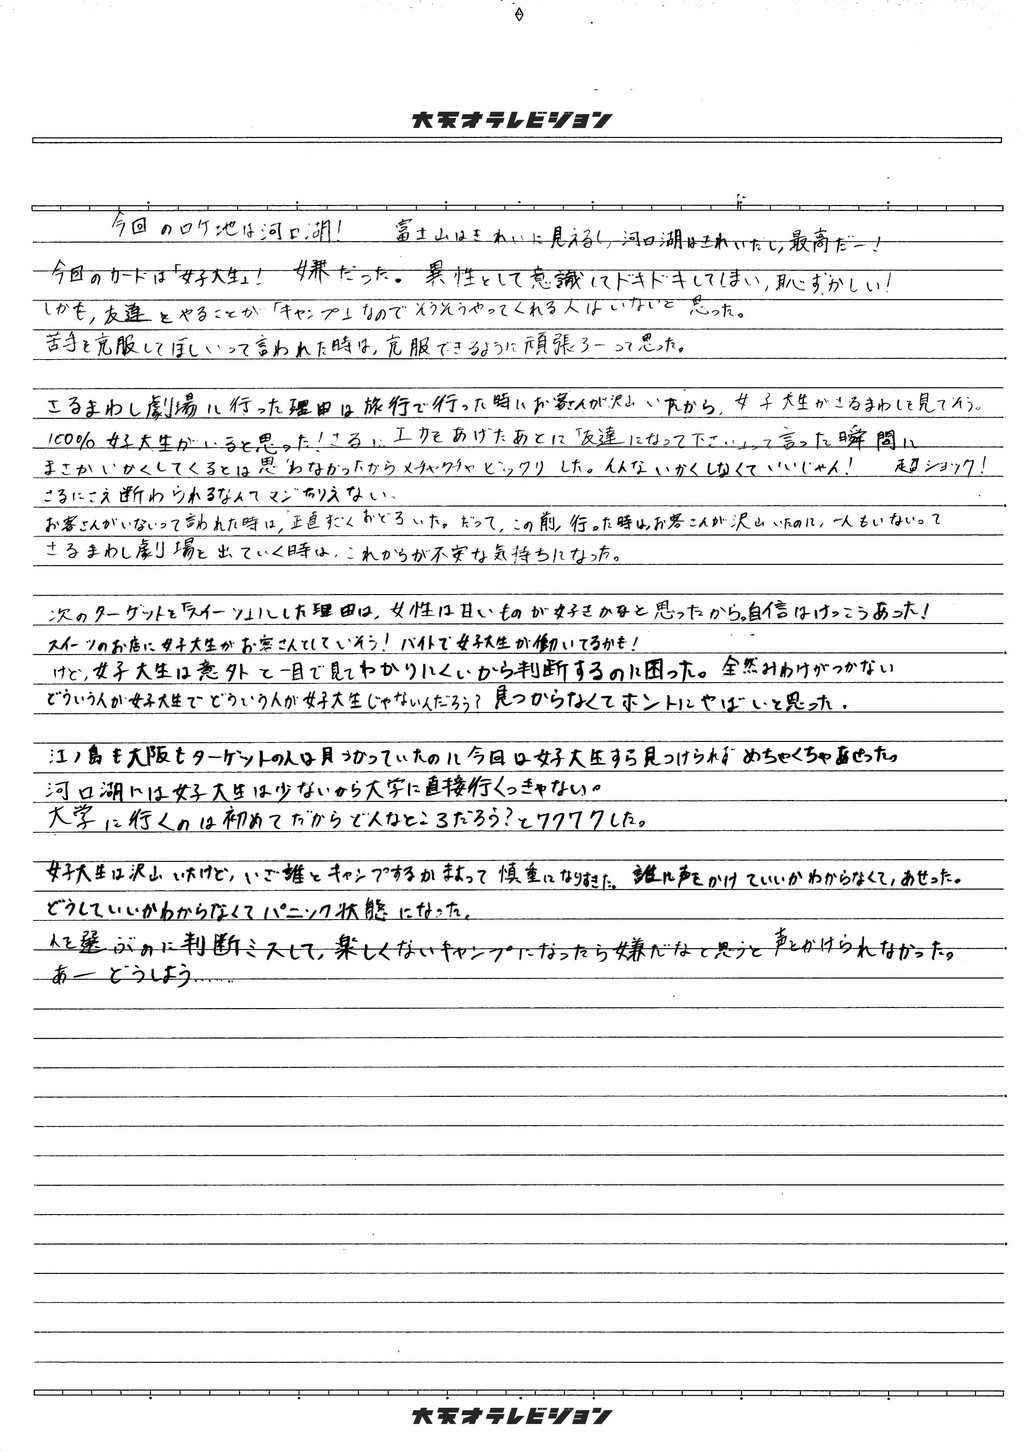 大天才テレビジョン
今回のロケ地は河口湖! 富士山はきれいに見えるし、河口湖はきれいだし、最高だー!
今回のカードは「女子大生」! 嫌だった。異性として意識してドキドキしてしまい、恥ずかしい!
しかも、友達とやることが「キャンプ」なのでそうそうやってくれる人はいないと思った。
苦手を克服してほしいって言われた時は、克服できるように頑張ろーって思った。
さるまわし劇場に行った理由は旅行で行った時にお客さんが沢山いたから、女子大生がさるまわしを見てそう。
100%女子大生がいると思った!さるにエサをあげたあとに「友達になって下さい」って言った瞬間に
まさかいかくしてくるとは思わなかったからメチャクチャビックリした。そんないかくしなくていいじゃん! 超ショック!
さるにさえ断わられるなんてマジありえない。
お客さんがいないって言われた時は、正直すごくおどろいた。だって、この前、行った時はお客さんが沢山いたのに、一人もいないって
さるまわし劇場を出ていく時は、これからが不安な気持ちになった。
次のターゲットを「スイーツ」にした理由は、女性は甘いものが好きかなと思ったから。自信はけっこうあった!
スイーツのお店に女子大生がお客さんとしていそう! バイトで女子大生が働いてるかも!
けど、女子大生は意外と一目で見てわかりにくいから判断するのに困った。全然みわけがつかない
どういう人が女子大生でどういう人が女子大生じゃないんだろう? 見つからなくてホントにやばいと思った.
江ノ島も大阪もターゲットの人は見つかっていたのに今回は女子大生すら見つけられずめちゃくちゃあせった。
河口湖には女子大生は少ないから大学に直接行くっきゃない。
大学に行くのは初めてだからどんなところだろう?とワクワクした。
女子大生は沢山いたけど、いざ誰とキャンプするか迷って慎重になりすぎた。誰に声をかけていいかわからなくて、あせった。
どうしていいかわからなくてパニック状態になった。
人を選ぶのに判断ミスして、楽しくないキャンプになったら嫌だなと思うと声をかけられなかった。
あー どうしよう......
大天才テレビジョン